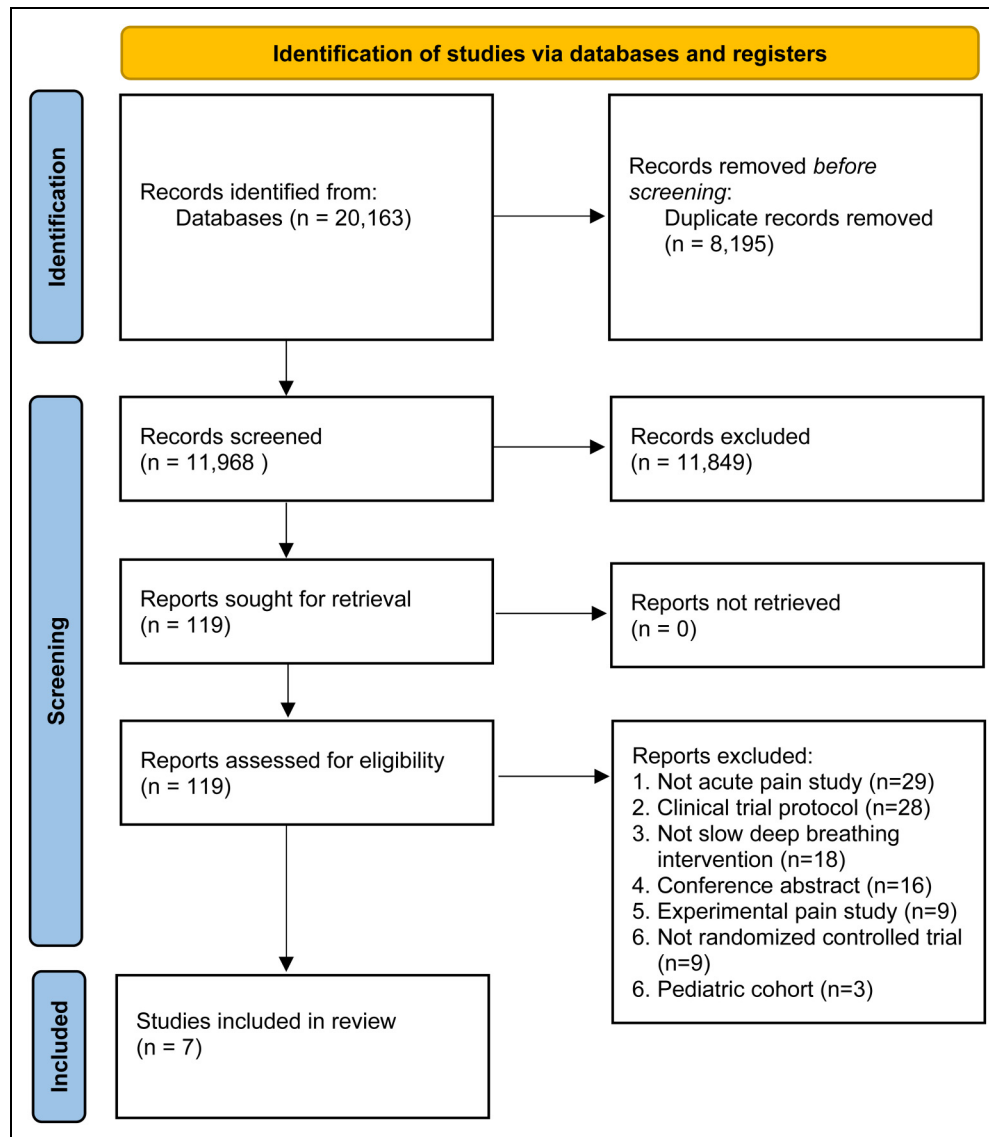 Identification of studies via databases and registers
Identification
Records identified from:
Databases (n = 20,163)
Records removed before
screening:
Duplicate records removed
(n = 8,195)
Screening
Records screened
(n = 11,968 )
Records excluded
(n = 11,849)
Reports sought for retrieval
(n = 119)
Reports not retrieved
(n = 0)
Reports assessed for eligibility
(n = 119)
Reports excluded:
1. Not acute pain study (n=29)
2. Clinical trial protocol (n=28)
3. Not slow deep breathing
intervention (n=18)
4. Conference abstract (n=16)
5. Experimental pain study (n=9)
6. Not randomized controlled trial
(n=9)
6. Pediatric cohort (n=3)
Included
Studies included in review
(n = 7)